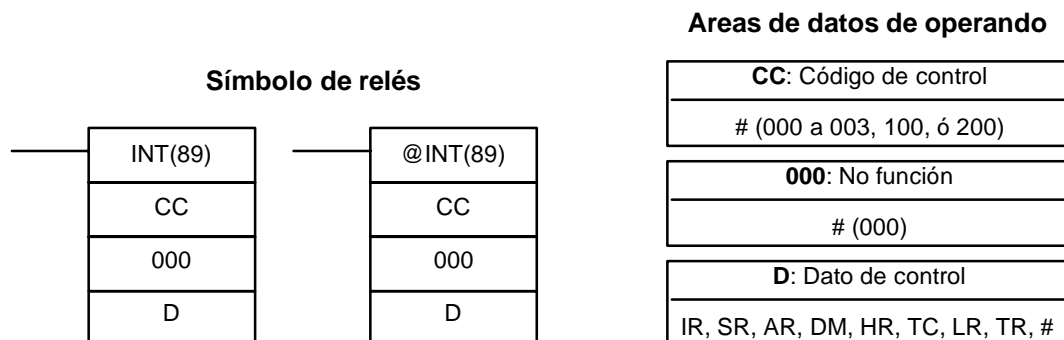 Areas de datos de operando
Símbolo de relés
CC: Código de control
# (000 a 003, 100, ó 200)
INT(89)
@INT(89)
CC
CC
000: No función
# (000)
000
000
D: Dato de control
D
D
IR, SR, AR, DM, HR, TC, LR, TR, #